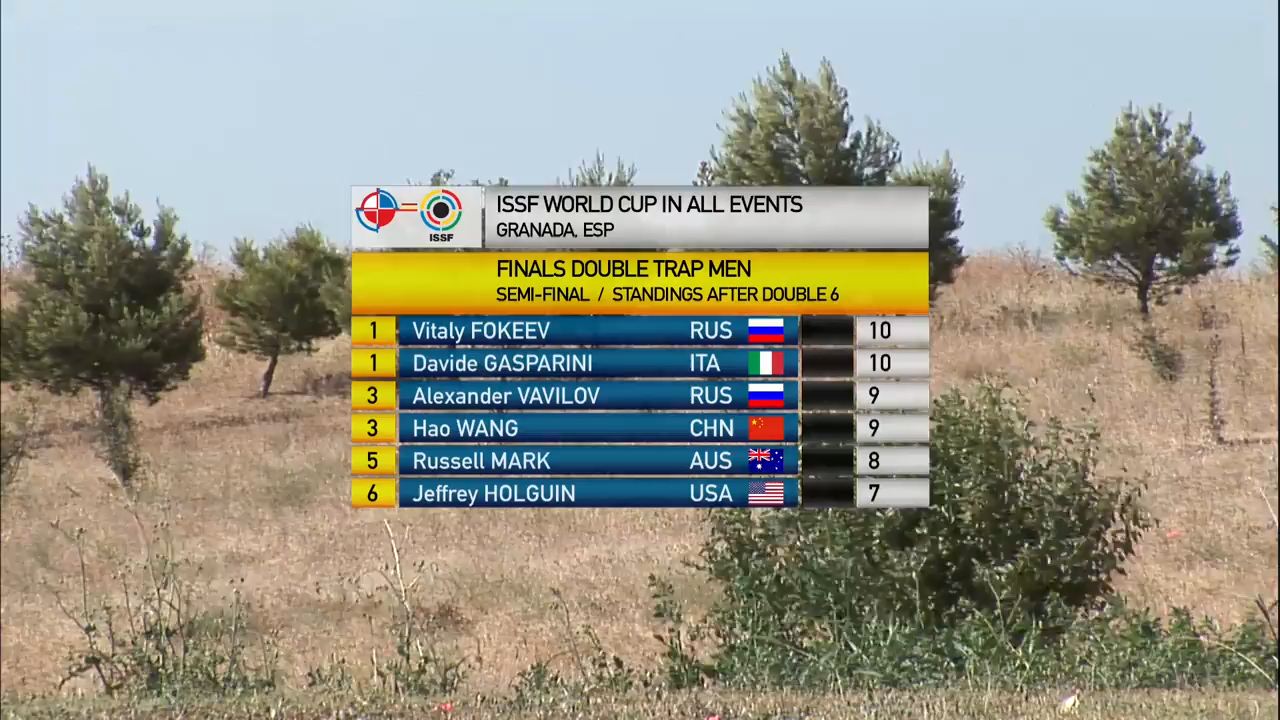 ISSF
ISSF WORLD CUP IN ALL EVENTS
GRANADA, ESP
FINALS DOUBLE TRAP MEN
SEMI-FINAL / STANDINGS AFTER DOUBLE 6
1 Vitaly FOKEEV RUS 10
1 Davide GASPARINI ITA 10
3 Alexander VAVILOV RUS 9
3 Hao WANG CHN 9
5 Russell MARK AUS 8
6 Jeffrey HOLGUIN USA 7